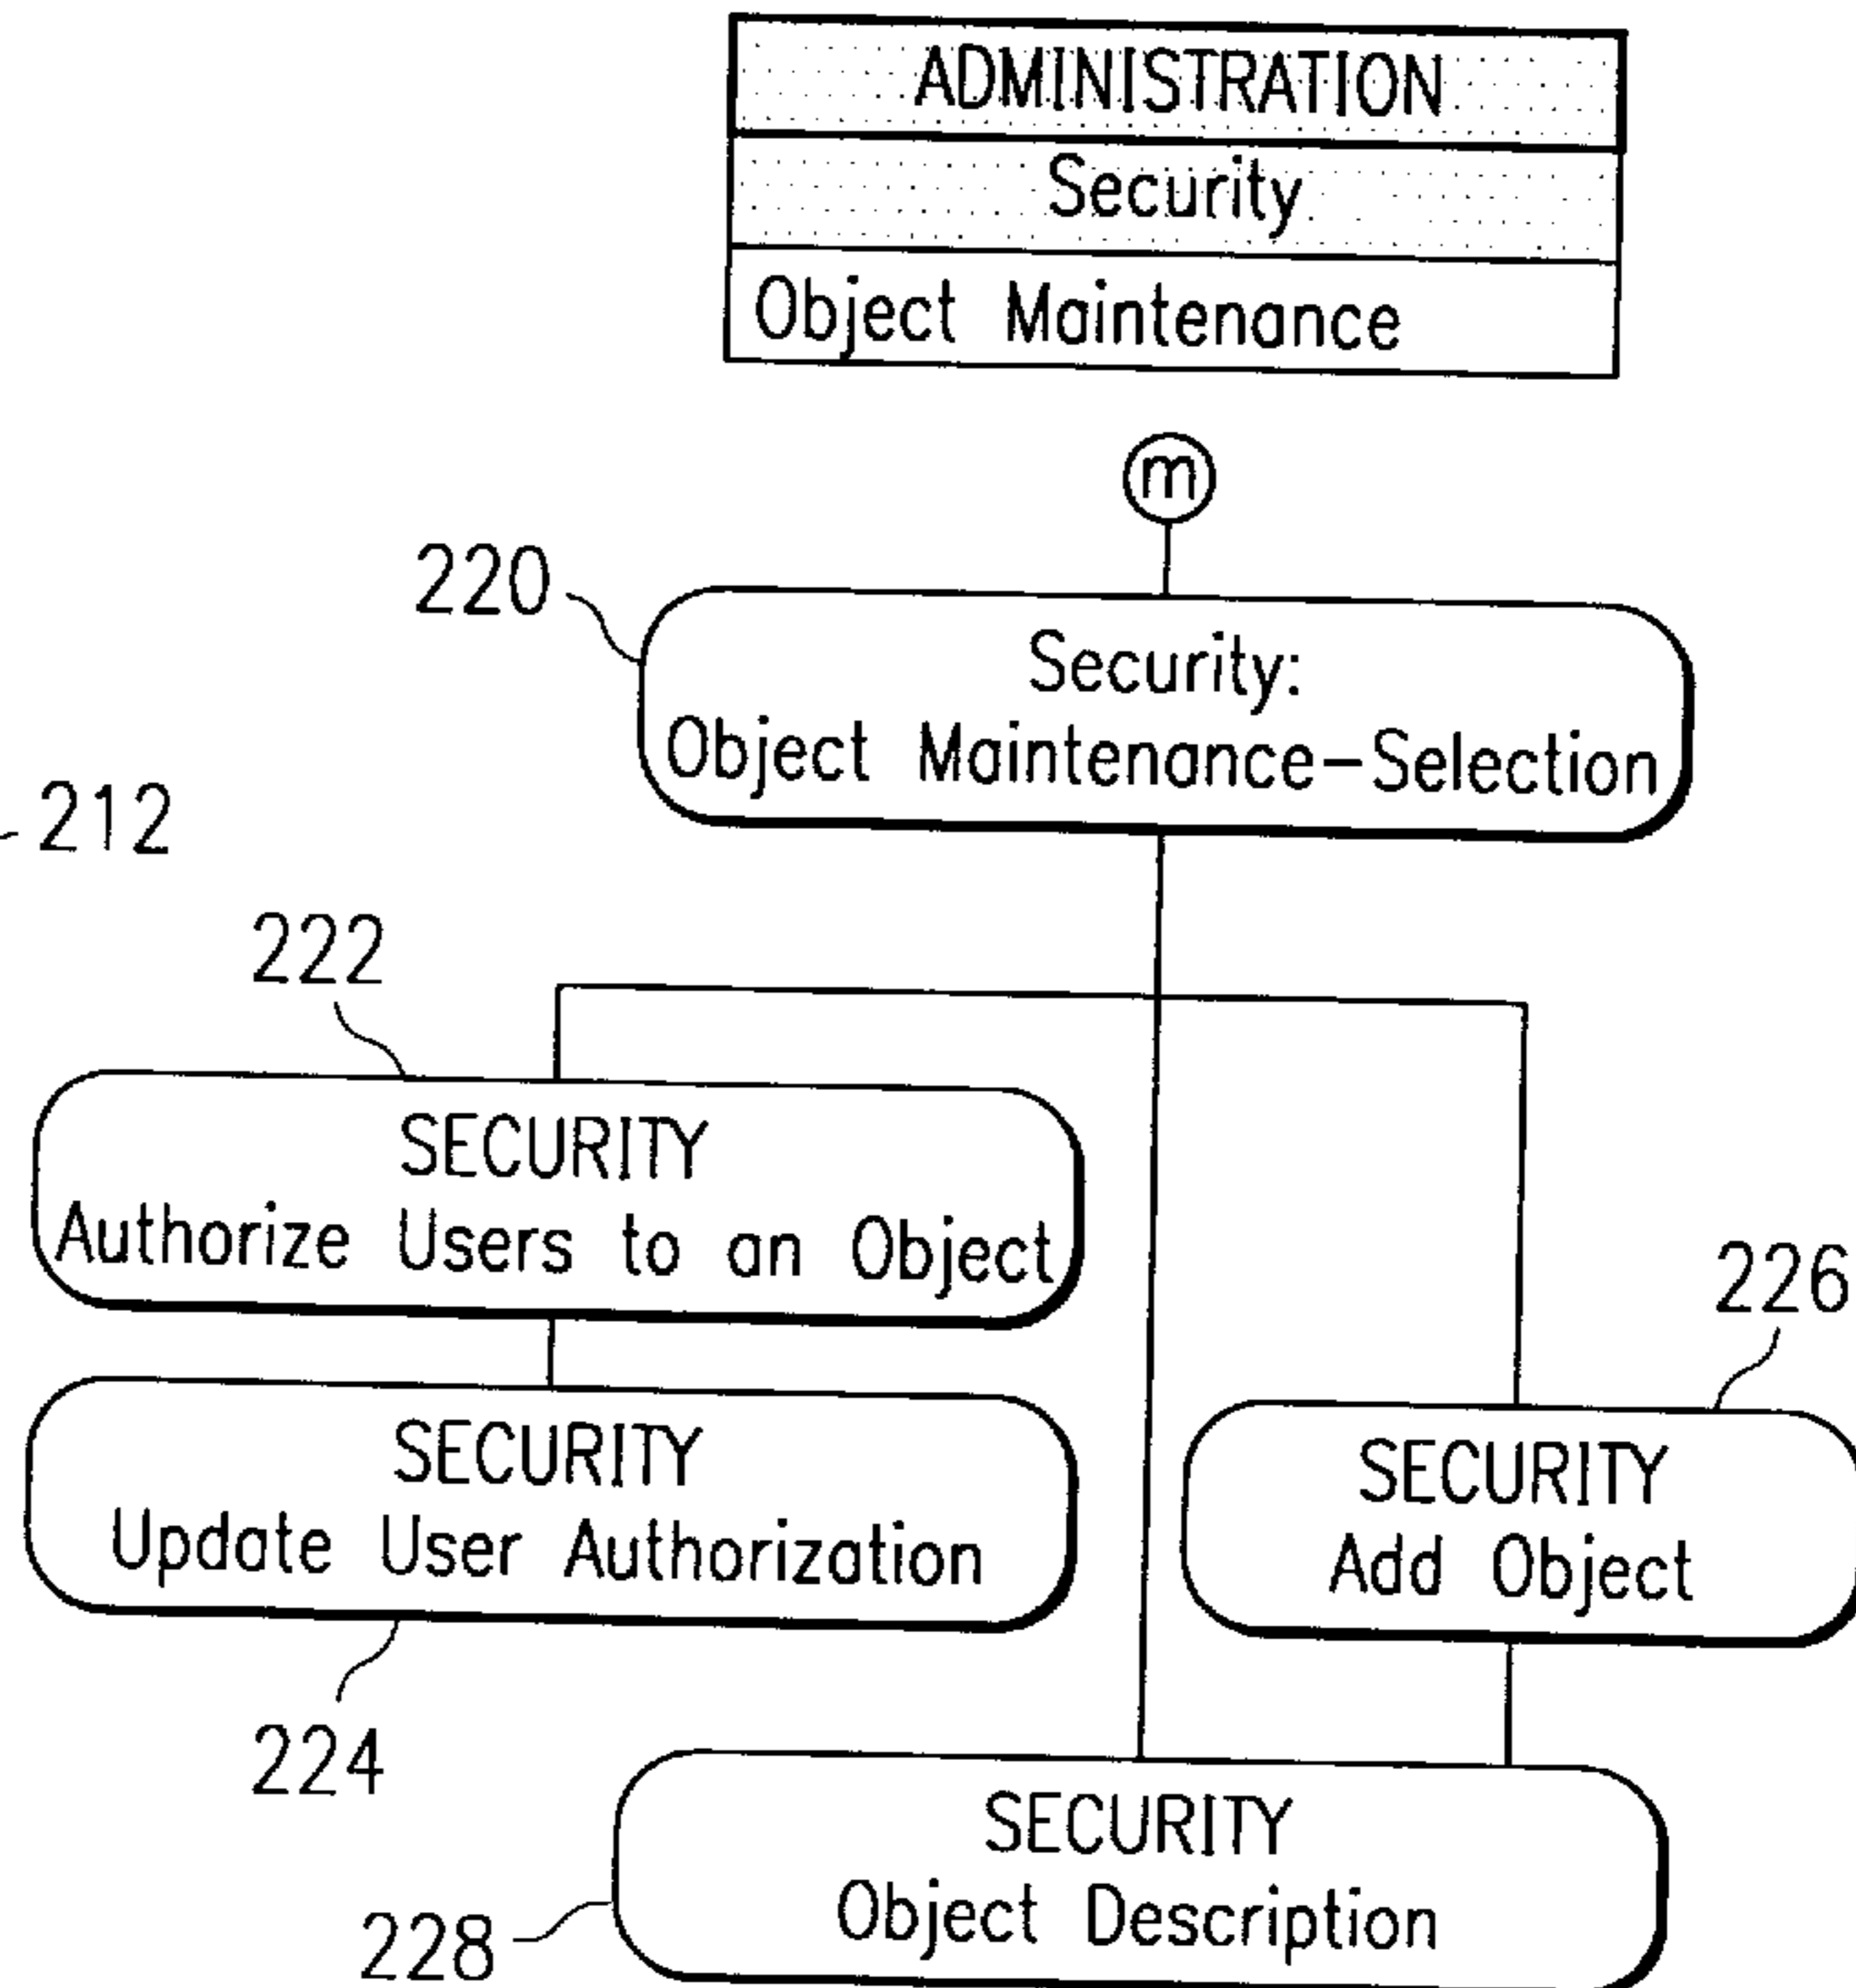 ADMINISTRATION
Security
Object Maintenance
m
220
Security:
Object Maintenance-Selection
212
222
SECURITY
Authorize Users to an Object
226
SECURITY
Update User Authorization
SECURITY
Add Object
224
SECURITY
Object Description
228